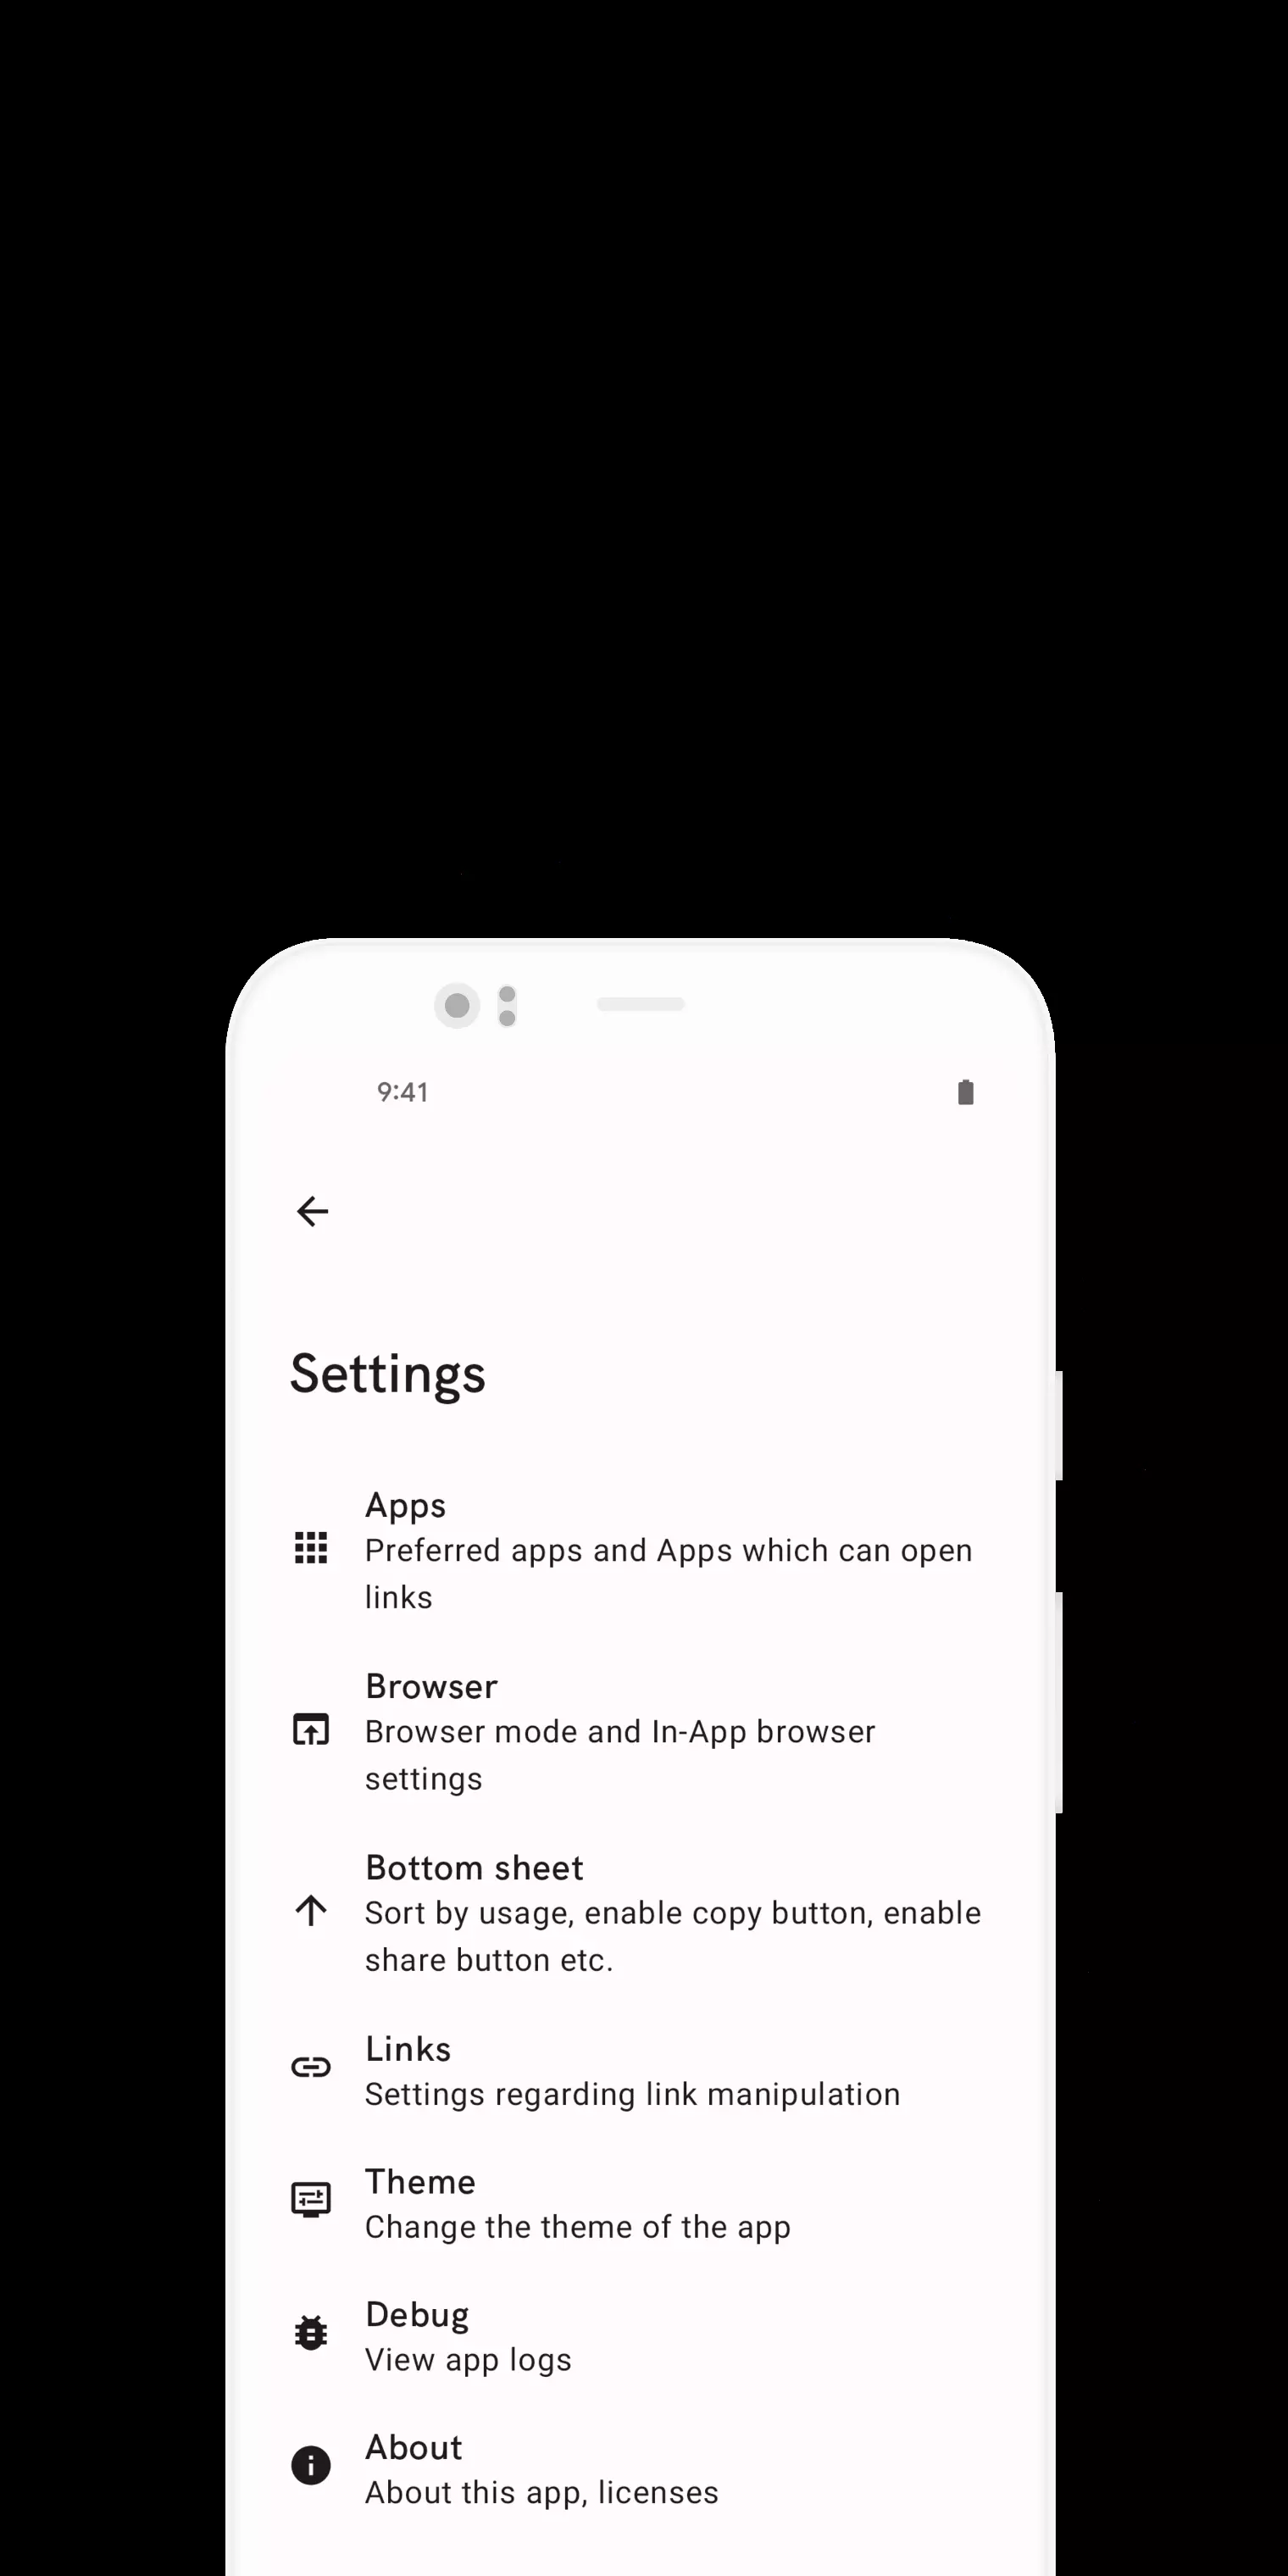 9:41
Settings
Apps
Preferred apps and Apps which can open
links
Browser
Browser mode and In-App browser
settings
Bottom sheet
Sort by usage, enable copy button, enable
share button etc.
Links
Settings regarding link manipulation
Theme
Change the theme of the app
Debug
View app logs
About
About this app, licenses